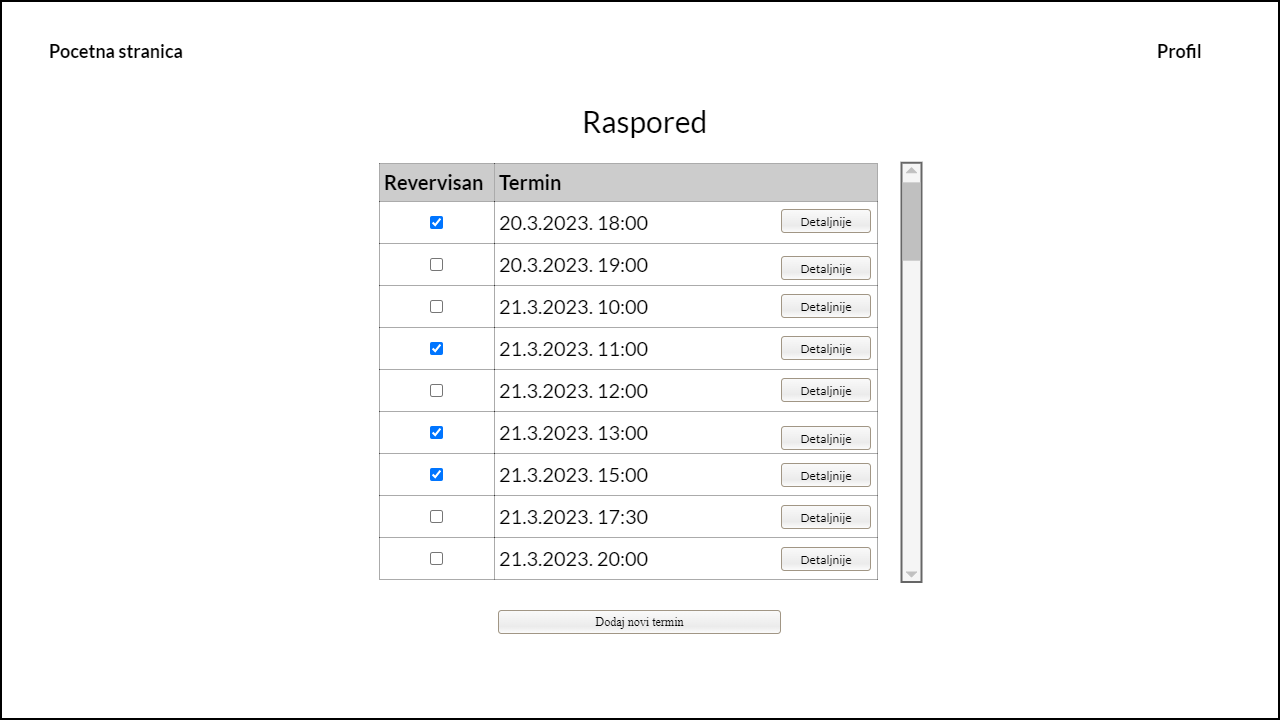 Pocetna stranica Profil
Raspored
Revervisan Termin
20.3.2023. 18:00 Detaljnije
20.3.2023. 19:00 Detaljnije
21.3.2023. 10:00 Detaljnije
21.3.2023. 11:00 Detaljnije
21.3.2023. 12:00 Detaljnije
21.3.2023. 13:00 Detaljnije
21.3.2023. 15:00 Detaljnije
21.3.2023. 17:30 Detaljnije
21.3.2023. 20:00 Detaljnije
Dodaj novi termin